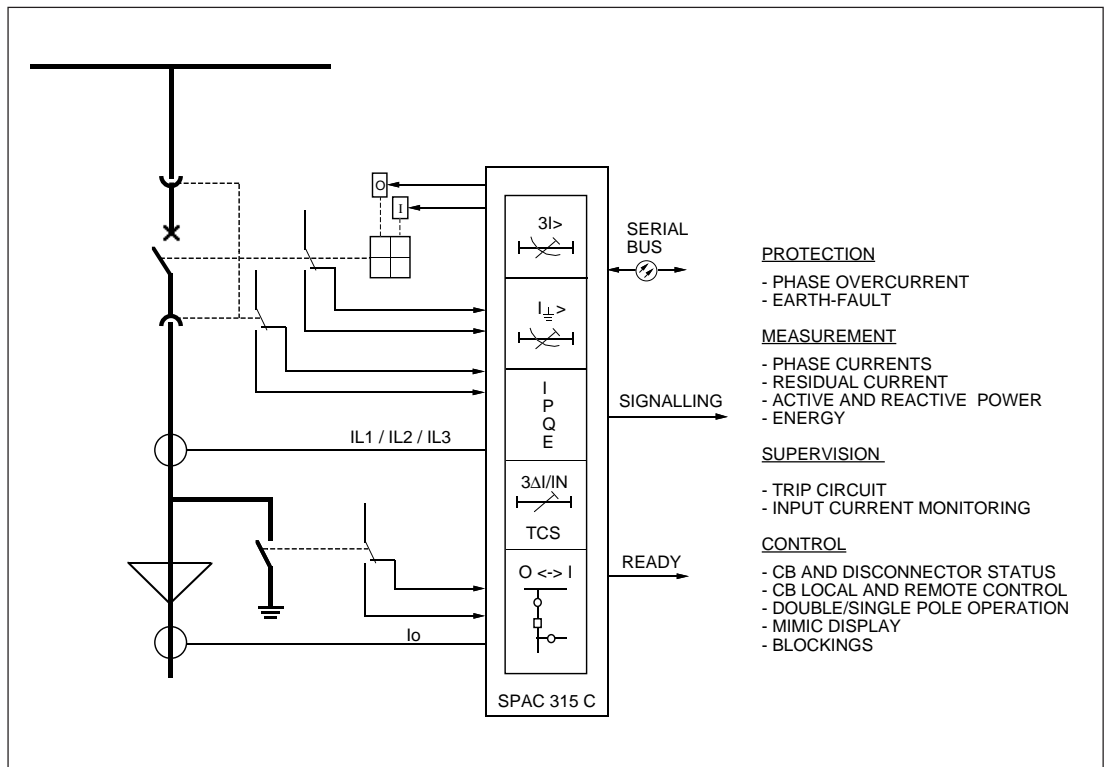 O
I
3I>
SERIAL
BUS
I⏚>
I
P
Q
E
SIGNALLING
IL1 / IL2 / IL3
3∆I/IN
TCS
READY
O <-> I
Io
SPAC 315 C
PROTECTION
- PHASE OVERCURRENT
- EARTH-FAULT
MEASUREMENT
- PHASE CURRENTS
- RESIDUAL CURRENT
- ACTIVE AND REACTIVE POWER
- ENERGY
SUPERVISION
- TRIP CIRCUIT
- INPUT CURRENT MONITORING
CONTROL
- CB AND DISCONNECTOR STATUS
- CB LOCAL AND REMOTE CONTROL
- DOUBLE/SINGLE POLE OPERATION
- MIMIC DISPLAY
- BLOCKINGS